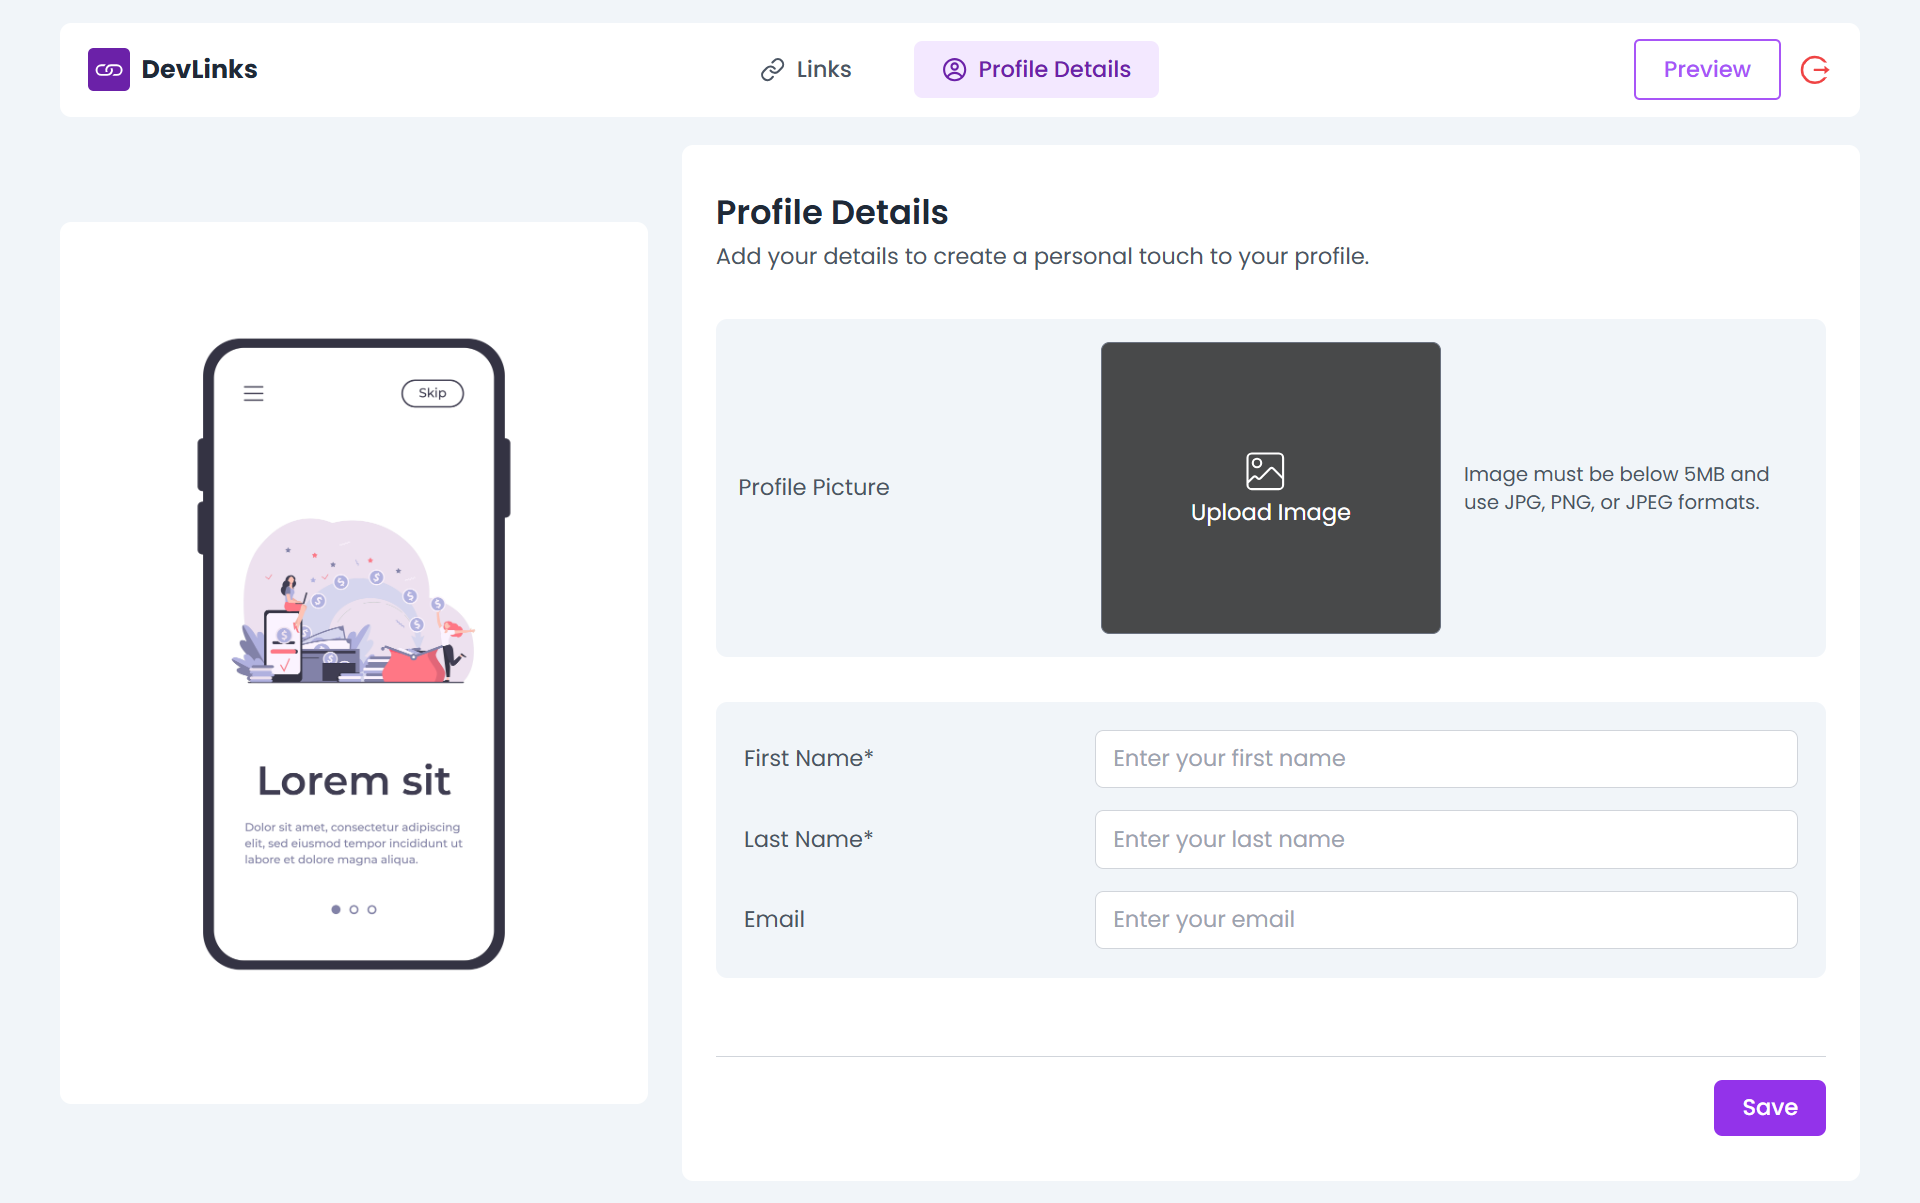 DevLinks
Links
Profile Details
Preview
Skip
Lorem sit
Dolor sit amet, consectetur adipiscing
elit, sed eiusmod tempor incididunt ut
labore et dolore magna aliqua.
Profile Details
Add your details to create a personal touch to your profile.
Profile Picture
Upload Image
Image must be below 5MB and
use JPG, PNG, or JPEG formats.
First Name*
Enter your first name
Last Name*
Enter your last name
Email
Enter your email
Save